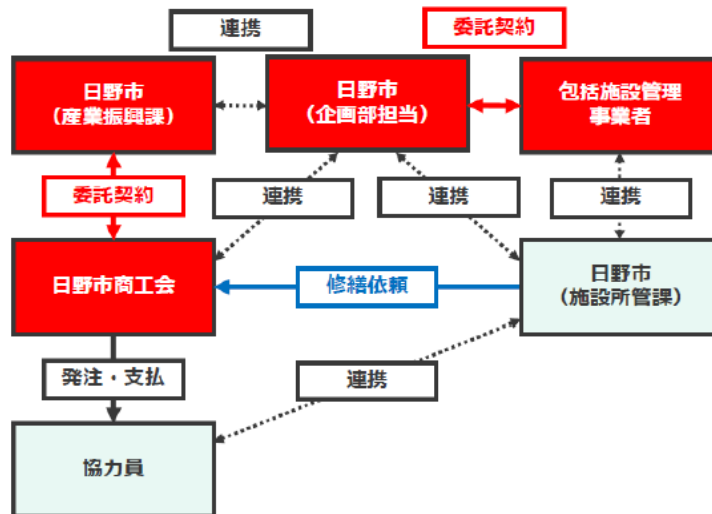 連携
委託契約
日野市
（産業振興課）
日野市
（企画部担当）
包括施設管理
事業者
委託契約
連携
連携
連携
日野市商工会
修繕依頼
日野市
（施設所管課）
発注・支払
連携
協力員